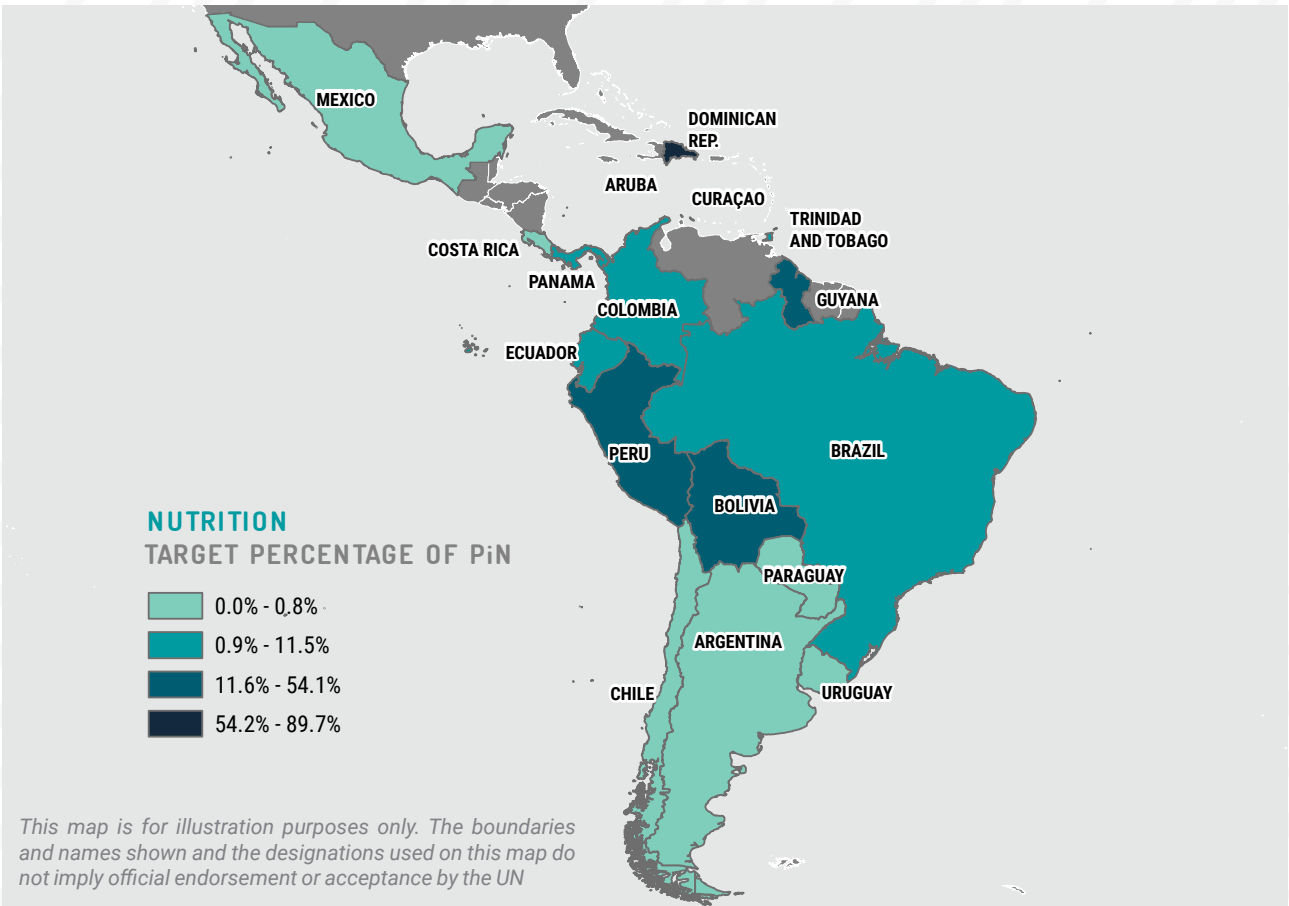 MEXICO
DOMINICAN
REP.
ARUBA
CURAÇAO
TRINIDAD
AND TOBAGO
COSTA RICA
PANAMA
GUYANA
COLOMBIA
ECUADOR
PERU
BRAZIL
BOLIVIA
PARAGUAY
ARGENTINA
CHILE
URUGUAY
NUTRITION
TARGET PERCENTAGE OF PiN
0.0% - 0.8%
0.9% - 11.5%
11.6% - 54.1%
54.2% - 89.7%
This map is for illustration purposes only. The boundaries
and names shown and the designations used on this map do
not imply official endorsement or acceptance by the UN